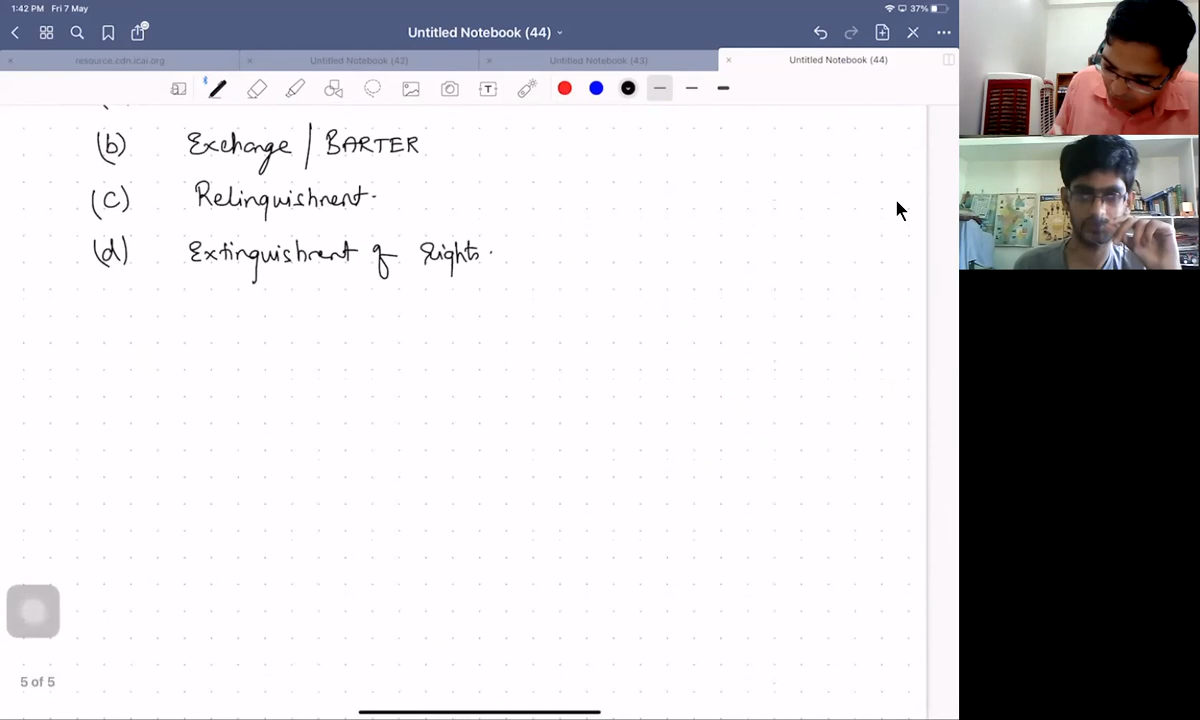 1:42 PM Fri 7 May
37%
Untitled Notebook (44)
resource.cdn.icai.org
Untitled Notebook (42)
Untitled Notebook (43)
Untitled Notebook (44)
T
(b) Exchange / BARTER
(c) Relinquishment.
(d) Extinguishment of rights.
5 of 5